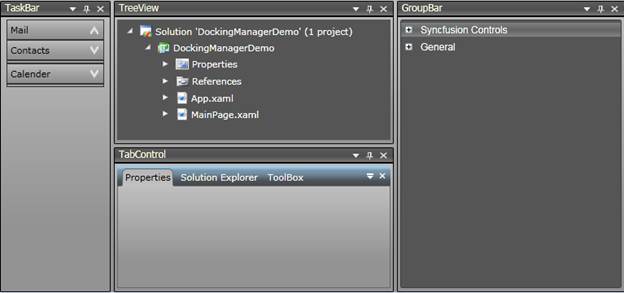 TaskBar
Mail
Contacts
Calender
TreeView
Solution 'DockingManagerDemo' (1 project)
DockingManagerDemo
Properties
References
App.xaml
MainPage.xaml
TabControl
Properties Solution Explorer ToolBox
GroupBar
Syncfusion Controls
General